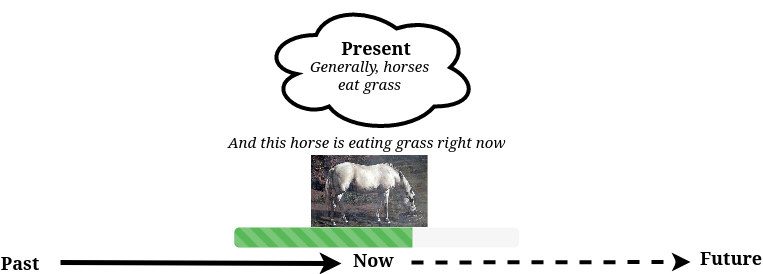 Present
Generally, horses
eat grass
And this horse is eating grass right now
Past
Now
Future